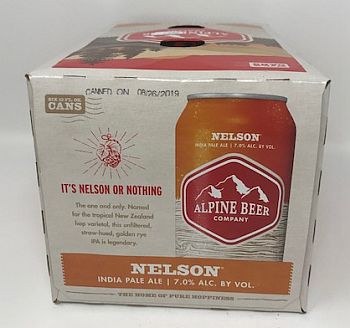 SIX 12 FL. OZ.
CANS
CANNED ON 08/26/2019
IT'S NELSON OR NOTHING
The one and only. Named
for the tropical New Zealand
hop varietal, this unfiltered,
straw-hued, golden rye
IPA is legendary.
NELSON
INDIA PALE ALE | 7.0% ALC. BY VOL.
ALPINE BEER
COMPANY
NELSON™
INDIA PALE ALE | 7.0% ALC. BY VOL.
THE HOME OF PURE HOPPINESS